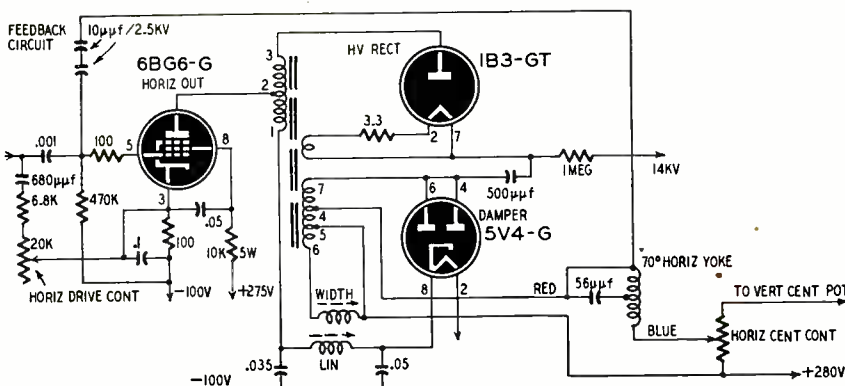 FEEDBACK
CIRCUIT
10µµf/2.5KV
6BG6-G
HORIZ OUT
HV RECT
1B3-GT
3
2
1
3.3
2
7
.001
100
5
8
680µµf
6.8K
470K
3
.05
20K
.1
100
10K
5W
HORIZ DRIVE CONT
-100V
+275V
1MEG
14KV
500µµf
7
4
5
6
6
4
DAMPER
5V4-G
8
2
70° HORIZ YOKE
RED
56µµf
TO VERT CENT POT
WIDTH
BLUE
HORIZ CENT CONT
.035
LIN
.05
-100V
+280V